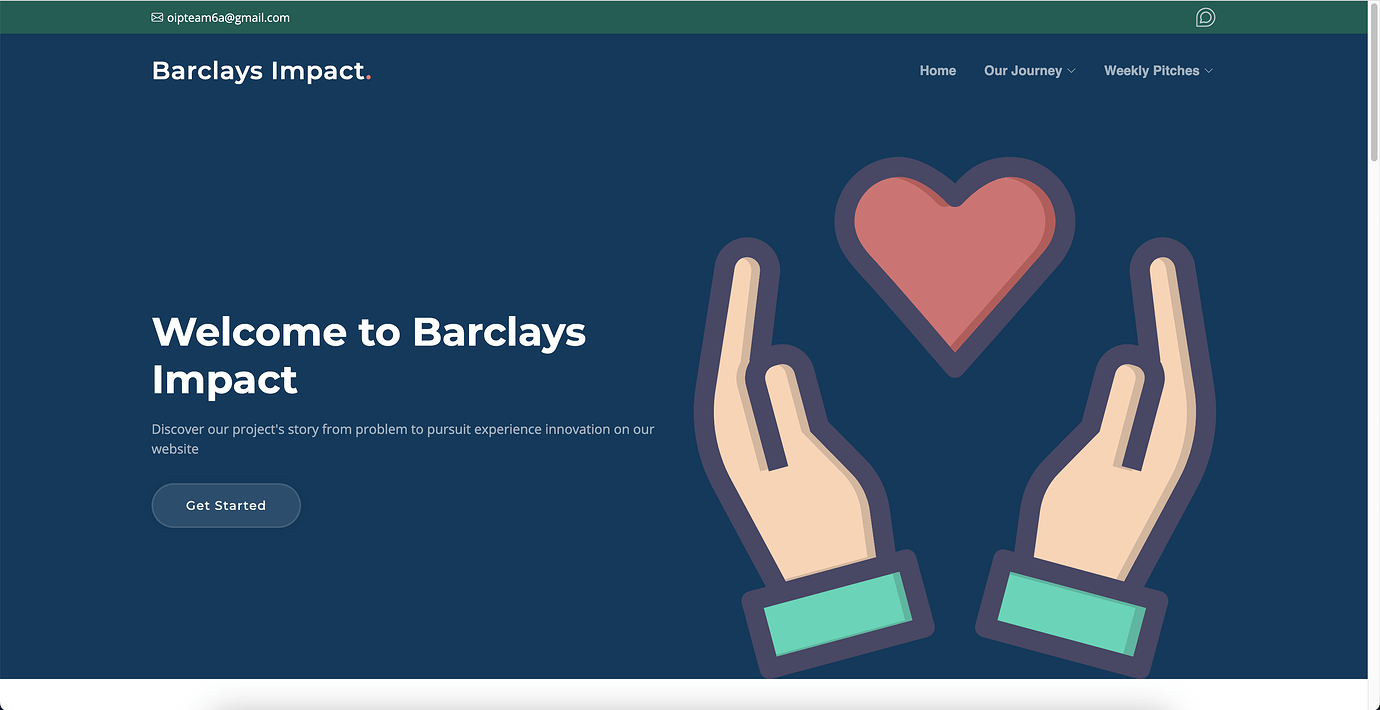 oipteam6a@gmail.com
Barclays Impact.
Home Our Journey Weekly Pitches
Welcome to Barclays
Impact
Discover our project's story from problem to pursuit experience innovation on our
website
Get Started